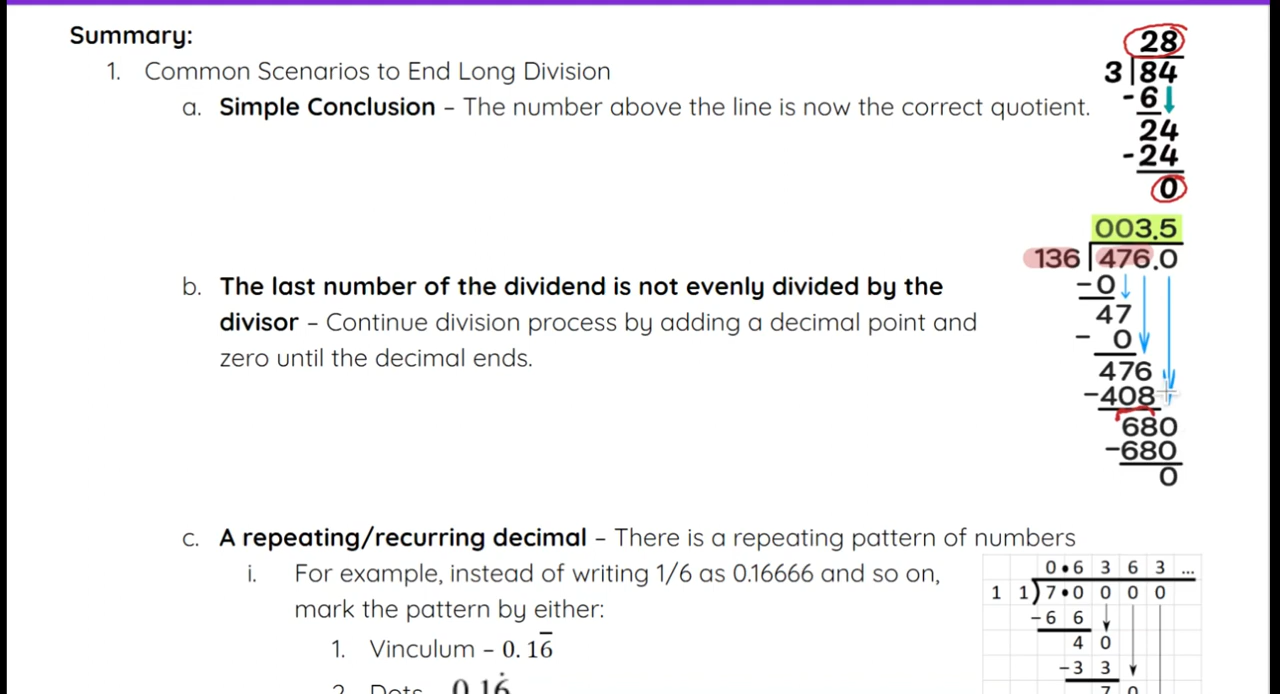 Summary:
1. Common Scenarios to End Long Division
a. Simple Conclusion – The number above the line is now the correct quotient.
28
3 84
-6
24
-24
0
b. The last number of the dividend is not evenly divided by the
divisor – Continue division process by adding a decimal point and
zero until the decimal ends.
003.5
136 476.0
-0
47
- 0
476
-408
680
-680
0
c. A repeating/recurring decimal – There is a repeating pattern of numbers
i. For example, instead of writing 1/6 as 0.16666 and so on,
mark the pattern by either:
1. Vinculum – 0.16̅
2. Dots 0.16̇
0•6 3 6 3 ...
1 1)7•0 0 0 0
-6 6
4 0
-3 3
7 0